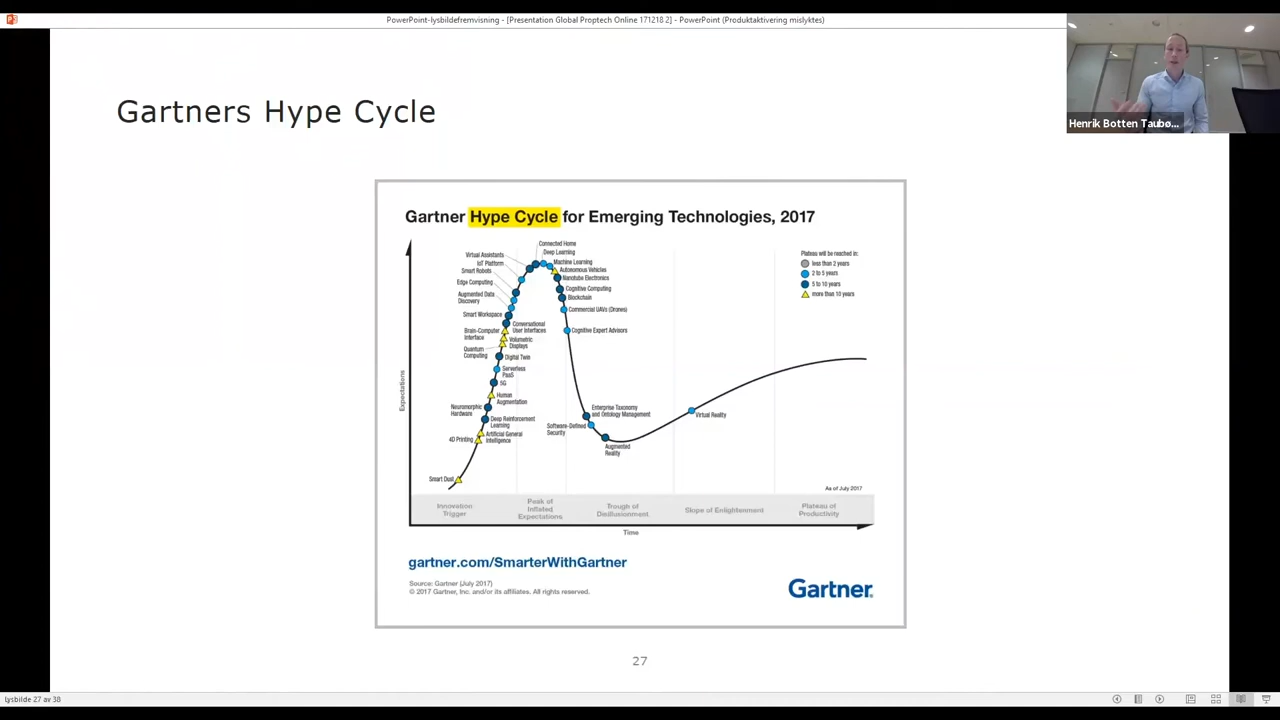 PowerPoint-lysbildefremvisning - [Presentation Global Proptech Online 171218 2] - PowerPoint (Produktaktivering mislyktes)
Henrik Botten Taubø...
Gartners Hype Cycle
Gartner Hype Cycle for Emerging Technologies, 2017
Connected Home
Deep Learning
Virtual Assistants
Machine Learning
IoT Platform
Autonomous Vehicles
Smart Robots
Nanotube Electronics
Edge Computing
Cognitive Computing
Augmented Data
Discovery
Blockchain
Commercial UAVs (Drones)
Smart Workspace
Conversational
User Interfaces
Cognitive Expert Advisors
Brain-Computer
Interface
Volumetric
Displays
Quantum
Computing
Digital Twin
Serverless
PaaS
5G
Human
Augmentation
Neuromorphic
Hardware
Deep Reinforcement
Learning
Artificial General
Intelligence
4D Printing
Smart Dust
Enterprise Taxonomy
and Ontology Management
Software-Defined
Security
Augmented
Reality
Virtual Reality
Plateau will be reached in:
less than 2 years
2 to 5 years
5 to 10 years
more than 10 years
Expectations
As of July 2017
Innovation
Trigger
Peak of
Inflated
Expectations
Trough of
Disillusionment
Slope of Enlightenment
Plateau of
Productivity
Time
gartner.com/SmarterWithGartner
Source: Gartner (July 2017)
© 2017 Gartner, Inc. and/or its affiliates. All rights reserved.
Gartner
27
Lysbilde 27 av 38